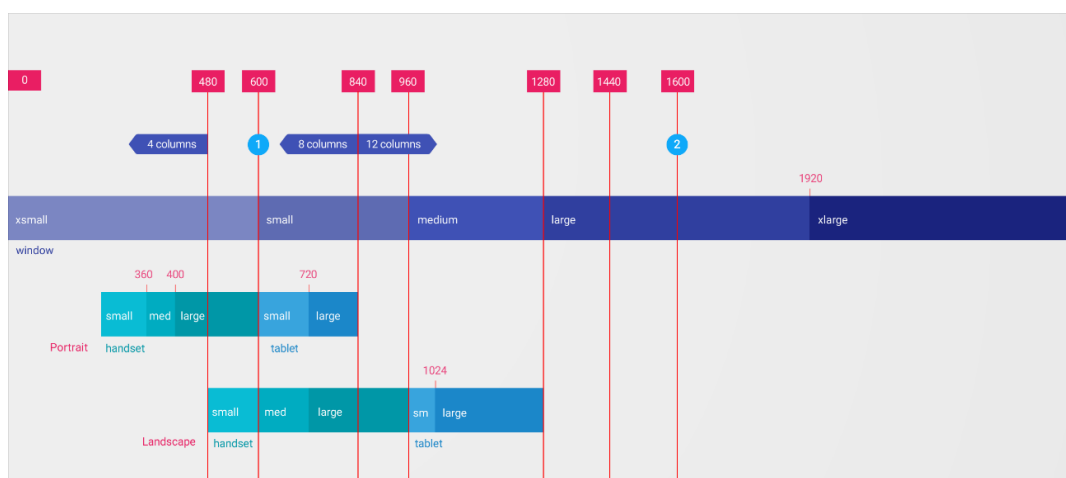 0 480 600 840 960 1280 1440 1600
4 columns 1 8 columns 12 columns 2
1920
xsmall small medium large xlarge
window
360 400 720
small med large small large
Portrait handset tablet
1024
small med large sm large
Landscape handset tablet